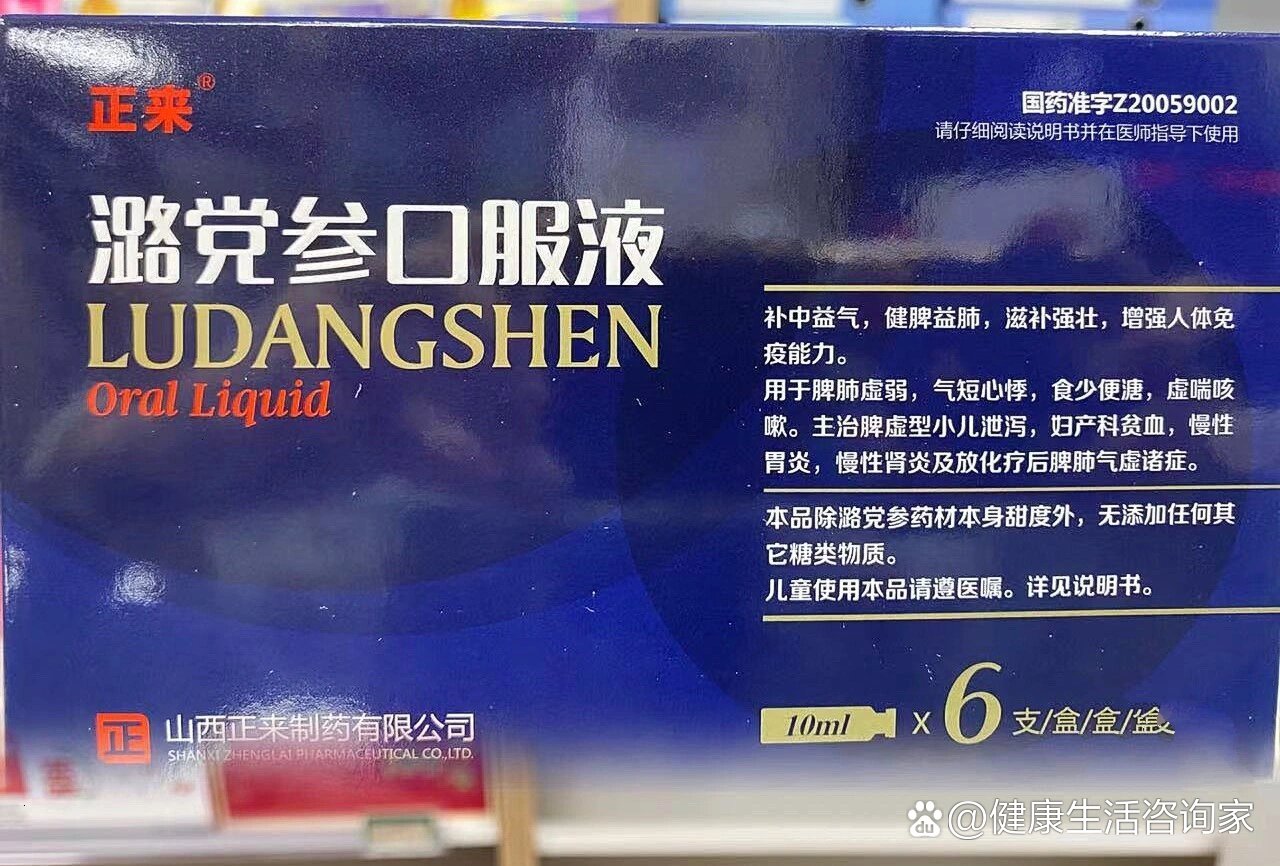 正来®
国药准字Z20059002
请仔细阅读说明书并在医师指导下使用
潞党参口服液
LUDANGSHEN
Oral Liquid
补中益气，健脾益肺，滋补强壮，增强人体免
疫能力。
用于脾肺虚弱，气短心悸，食少便溏，虚喘咳
嗽。主治脾虚型小儿泄泻，妇产科贫血，慢性
胃炎，慢性肾炎及放化疗后脾肺气虚诸症。
本品除潞党参药材本身甜度外，无添加任何其
它糖类物质。
儿童使用本品请遵医嘱。详见说明书。
10ml x 6支/盒/盒/盒
正 山西正来制药有限公司
SHANXI ZHENGLAI PHARMACEUTICAL CO.,LTD.
Baidu @健康生活咨询家